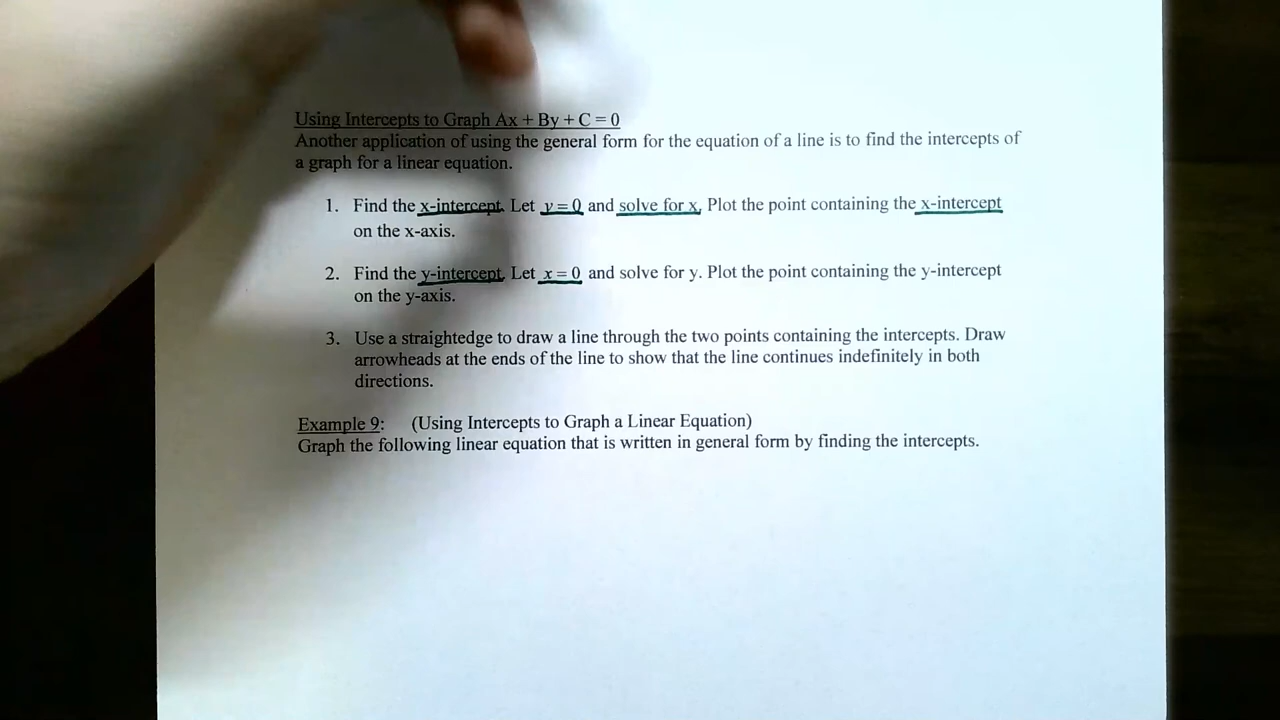 Using Intercepts to Graph Ax + By + C = 0
Another application of using the general form for the equation of a line is to find the intercepts of
a graph for a linear equation.
1. Find the x-intercept. Let y = 0 and solve for x. Plot the point containing the x-intercept
on the x-axis.
2. Find the y-intercept. Let x = 0 and solve for y. Plot the point containing the y-intercept
on the y-axis.
3. Use a straightedge to draw a line through the two points containing the intercepts. Draw
arrowheads at the ends of the line to show that the line continues indefinitely in both
directions.
Example 9: (Using Intercepts to Graph a Linear Equation)
Graph the following linear equation that is written in general form by finding the intercepts.